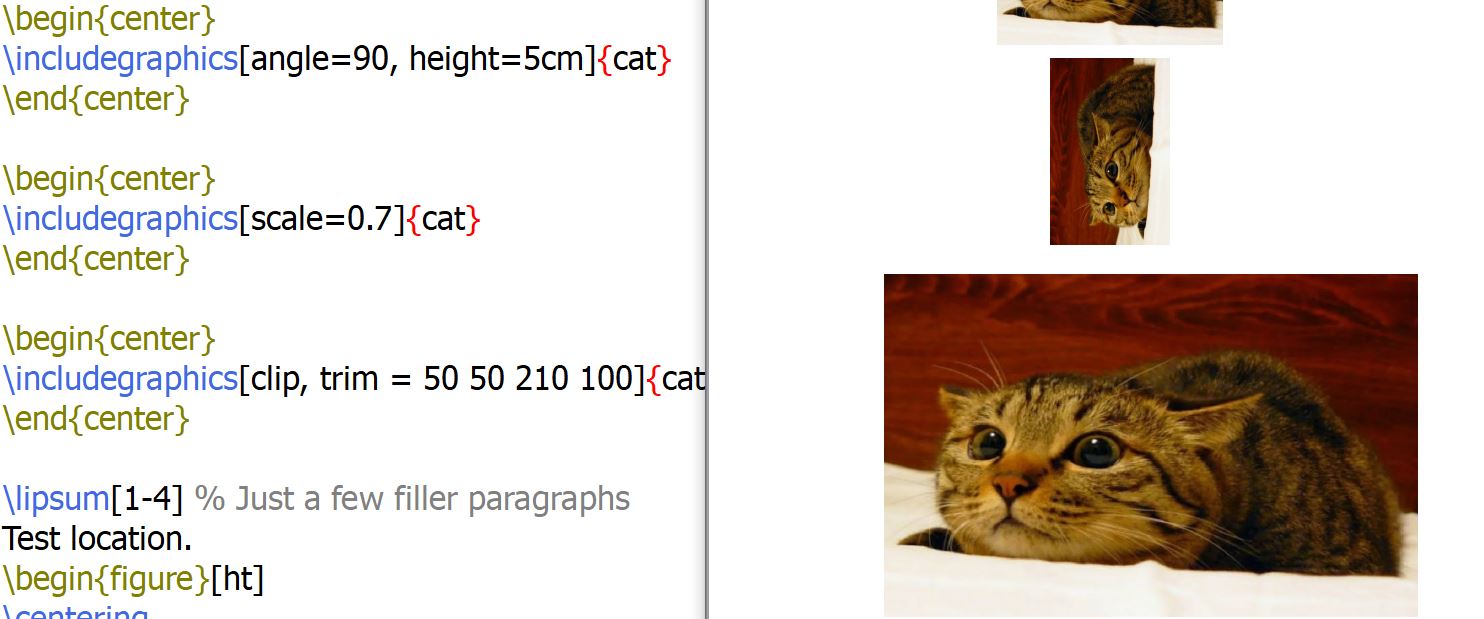 \begin{center}
\includegraphics[angle=90, height=5cm]{cat}
\end{center}
\begin{center}
\includegraphics[scale=0.7]{cat}
\end{center}
\begin{center}
\includegraphics[clip, trim = 50 50 210 100]{cat
\end{center}
\lipsum[1-4] % Just a few filler paragraphs
Test location.
\begin{figure}[ht]
\centering